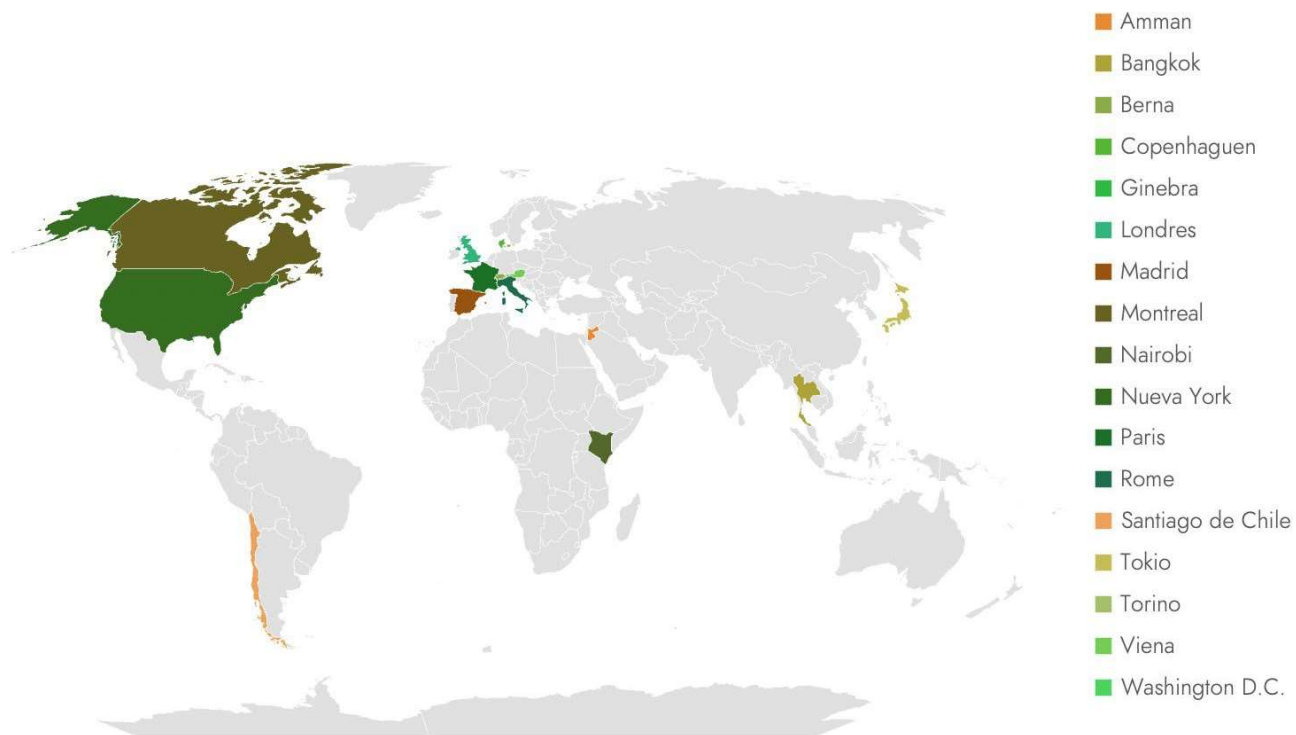 Amman
Bangkok
Berna
Copenhaguen
Ginebra
Londres
Madrid
Montreal
Nairobi
Nueva York
Paris
Rome
Santiago de Chile
Tokio
Torino
Viena
Washington D.C.